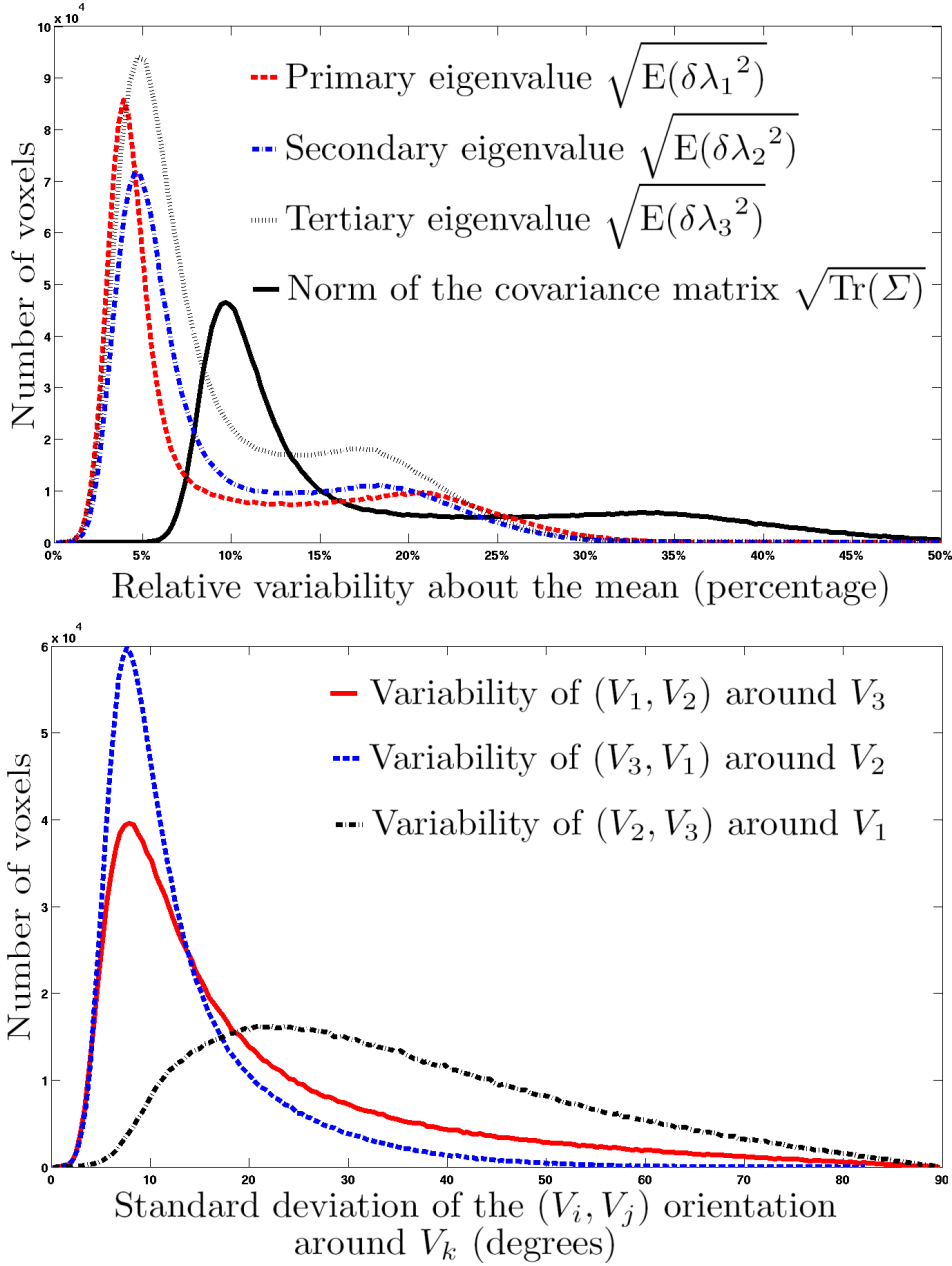 x 10 4
10
9
8
7
6
5
4
3
2
1
0
Number of voxels
Primary eigenvalue √E(δλ₁²)
Secondary eigenvalue √E(δλ₂²)
Tertiary eigenvalue √E(δλ₃²)
Norm of the covariance matrix √Tr(Σ)
0% 5% 10% 15% 20% 25% 30% 35% 40% 45% 50%
Relative variability about the mean (percentage)
x 10 4
6
5
4
3
2
1
0
Number of voxels
Variability of (V₁, V₂) around V₃
Variability of (V₃, V₁) around V₂
Variability of (V₂, V₃) around V₁
0 10 20 30 40 50 60 70 80 90
Standard deviation of the (Vᵢ, Vⱼ) orientation
around Vₖ (degrees)